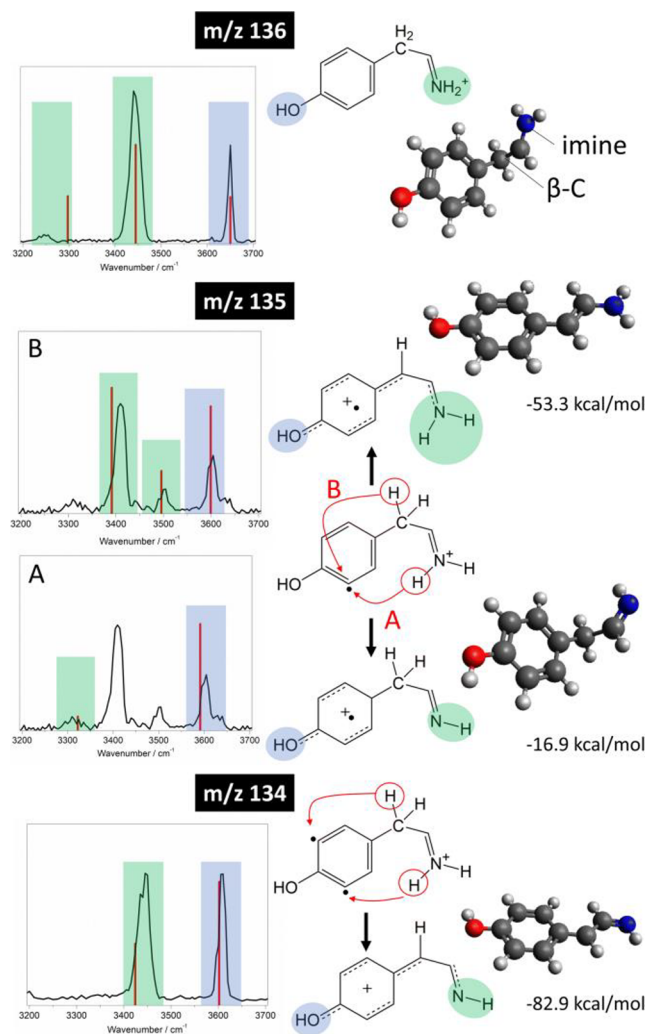 m/z 136
H₂
C
HO
NH₂⁺
imine
β-C
3200 3300 3400 3500 3600 3700
Wavenumber / cm⁻¹
m/z 135
B
H
HO
+•
N
H H
-53.3 kcal/mol
3200 3300 3400 3500 3600 3700
Wavenumber / cm⁻¹
B
H H
C
HO
•
N⁺
H H
A
A
H H
C
HO
+•
N H
-16.9 kcal/mol
3200 3300 3400 3500 3600 3700
Wavenumber / cm⁻¹
m/z 134
H H
C
•
HO
•
N⁺
H H
H
+
HO
N H
-82.9 kcal/mol
3200 3300 3400 3500 3600 3700
Wavenumber / cm⁻¹